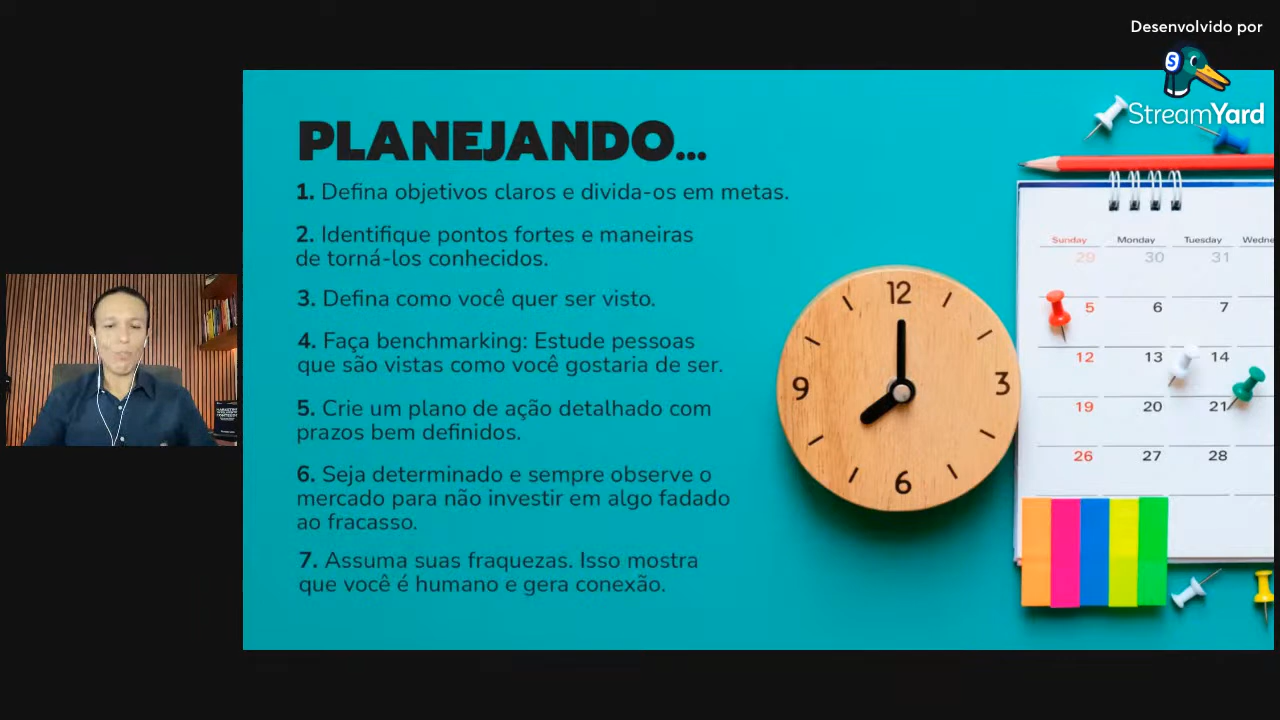 Desenvolvido por
StreamYard
PLANEJANDO...
1. Defina objetivos claros e divida-os em metas.
2. Identifique pontos fortes e maneiras
de torná-los conhecidos.
3. Defina como você quer ser visto.
4. Faça benchmarking: Estude pessoas
que são vistas como você gostaria de ser.
5. Crie um plano de ação detalhado com
prazos bem definidos.
6. Seja determinado e sempre observe o
mercado para não investir em algo fadado
ao fracasso.
7. Assuma suas fraquezas. Isso mostra
que você é humano e gera conexão.
12
9
3
6
Sunday Monday Tuesday Wedne
29 30 31
5 6 7
12 13 14
19 20 21
26 27 28